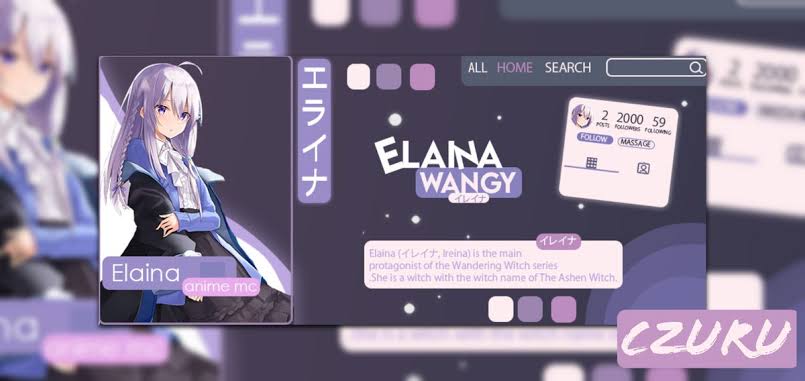 エライナ
ALL HOME SEARCH
2 2000 59
POSTS FOLLOWERS FOLLOWING
FOLLOW MASSAGE
ELAINA
WANGY
イレイナ
イレイナ
Elaina (イレイナ, Ireina) is the main
protagonist of the Wandering Witch series
.She is a witch with the witch name of The Ashen Witch.
Elaina
anime mc
CZURU